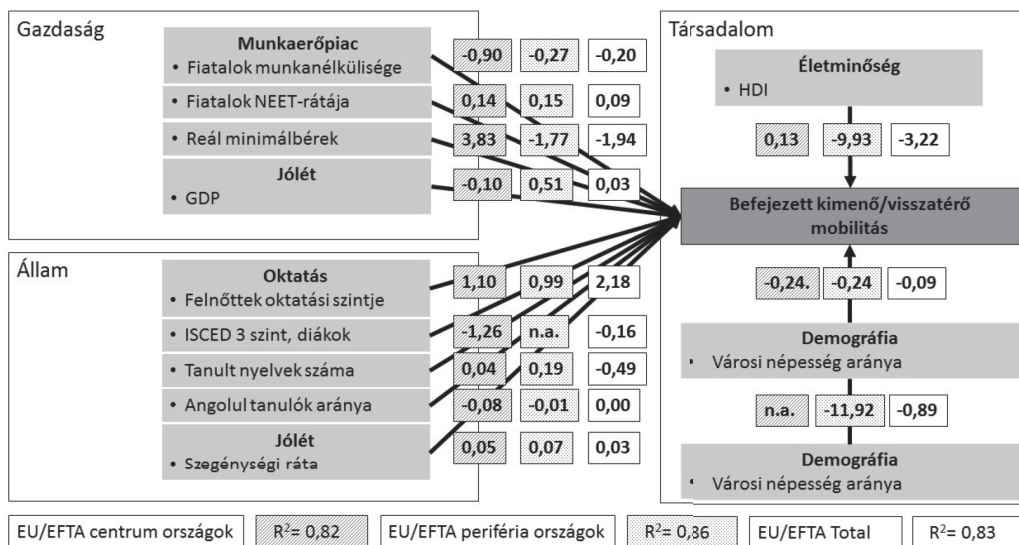 Gazdaság
Munkaerőpiac
• Fiatalok munkanélkülisége
-0,90 -0,27 -0,20
• Fiatalok NEET-rátája
0,14 0,15 0,09
• Reál minimálbérek
3,83 -1,77 -1,94
Jólét
• GDP
-0,10 0,51 0,03
Állam
Oktatás
• Felnőttek oktatási szintje
1,10 0,99 2,18
• ISCED 3 szint, diákok
-1,26 n.a. -0,16
• Tanult nyelvek száma
0,04 0,19 -0,49
• Angolul tanulók aránya
-0,08 -0,01 0,00
Jólét
• Szegénységi ráta
0,05 0,07 0,03
Társadalom
Életminőség
• HDI
0,13 -9,93 -3,22
Befejezett kimenő/visszatérő
mobilitás
-0,24. -0,24 -0,09
Demográfia
• Városi népesség aránya
n.a. -11,92 -0,89
Demográfia
• Városi népesség aránya
EU/EFTA centrum országok R²= 0,82 EU/EFTA periféria országok R²= 0,86 EU/EFTA Total R²= 0,83